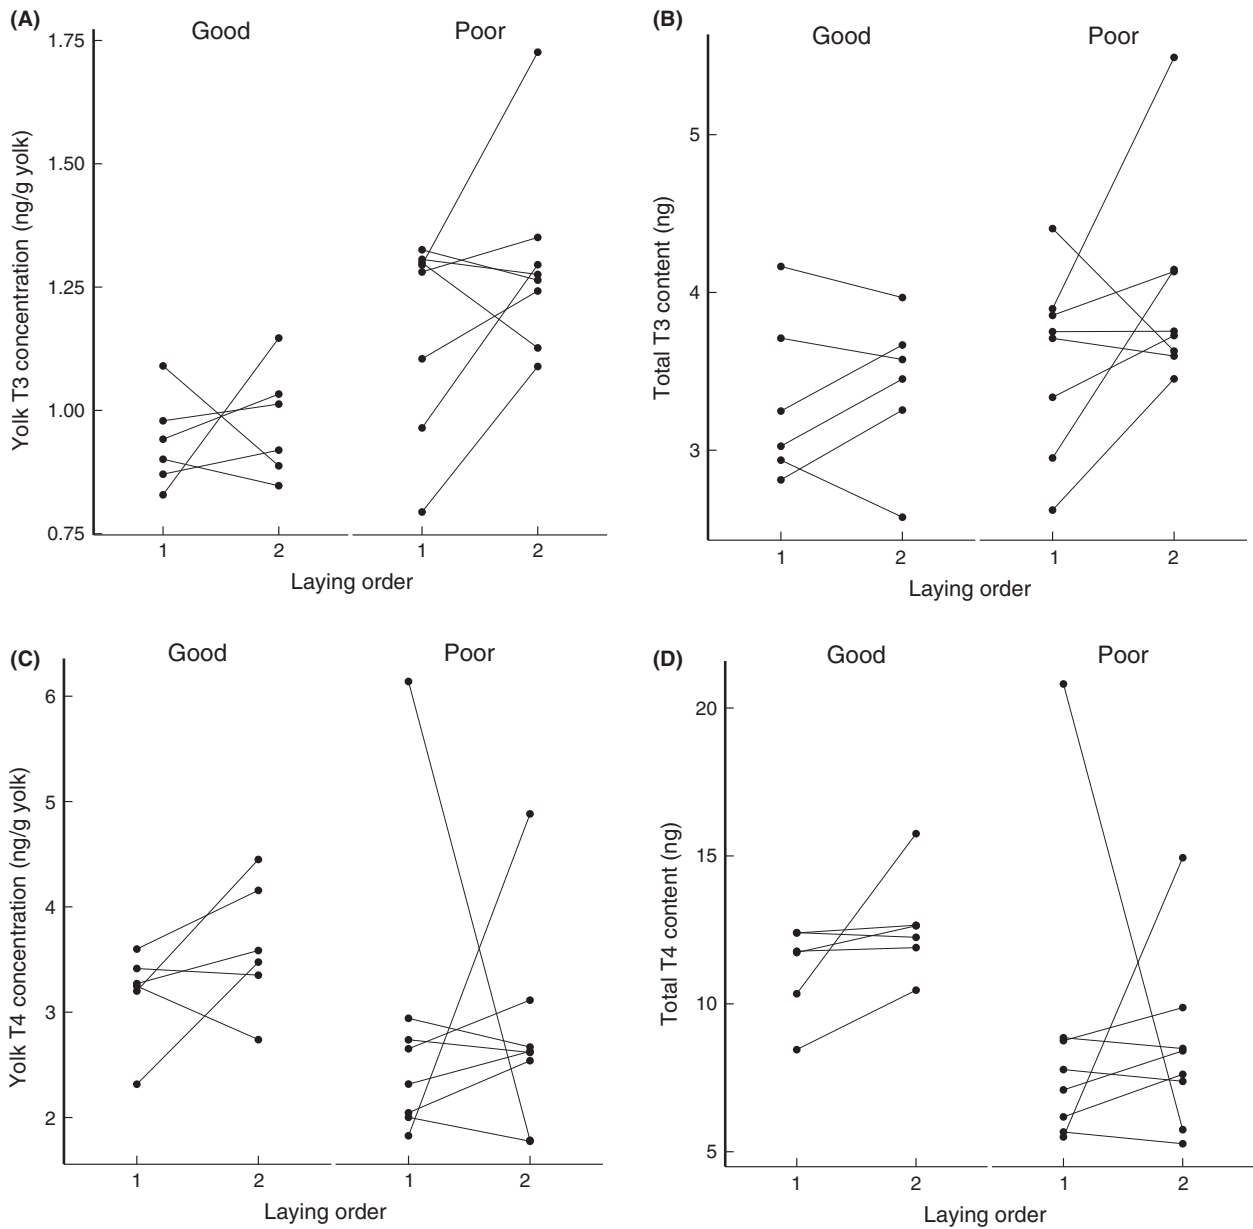 (A)
Good
Poor
1.75
1.50
1.25
1.00
0.75
Yolk T3 concentration (ng/g yolk)
1
2
1
2
Laying order
(B)
Good
Poor
5
4
3
Total T3 content (ng)
1
2
1
2
Laying order
(C)
Good
Poor
6
5
4
3
2
Yolk T4 concentration (ng/g yolk)
1
2
1
2
Laying order
(D)
Good
Poor
20
15
10
5
Total T4 content (ng)
1
2
1
2
Laying order